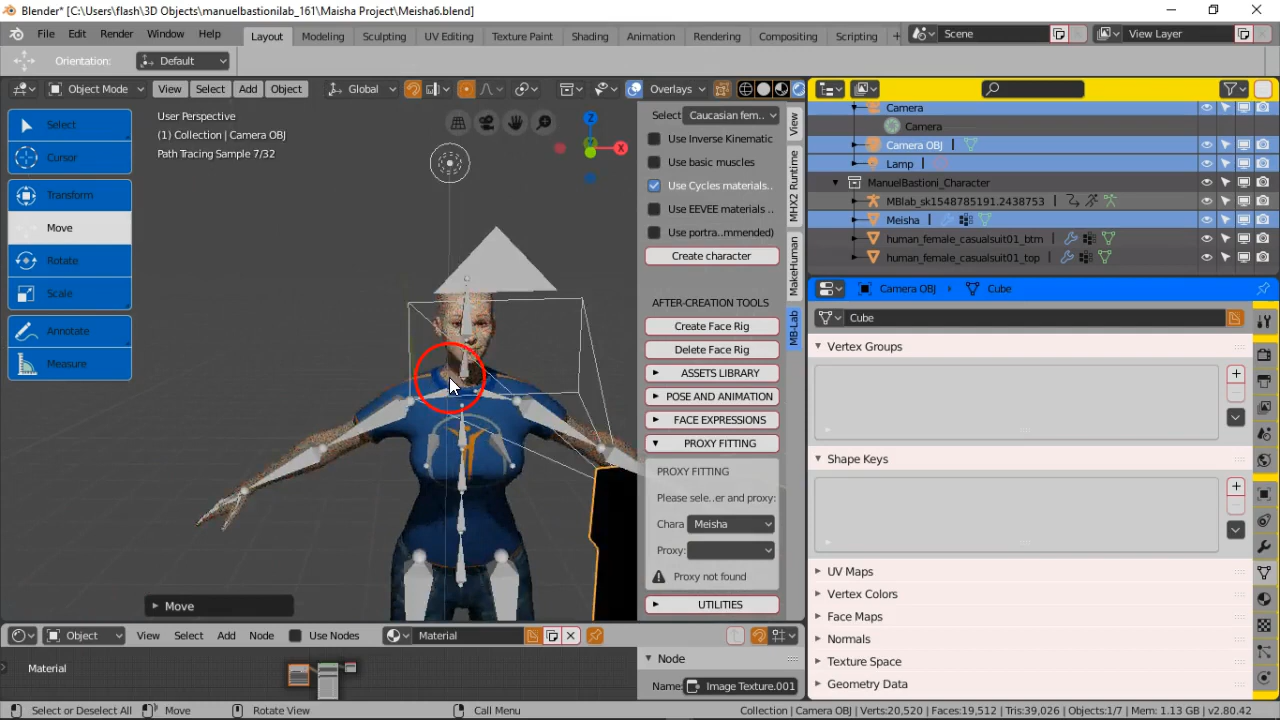 Blender* [C:\Users\flash\3D Objects\manuelbastionilab_161\Maisha Project\Meisha6.blend]
File Edit Render Window Help Layout Modeling Sculpting UV Editing Texture Paint Shading Animation Rendering Compositing Scripting Scene View Layer
Orientation: Default
Object Mode View Select Add Object Global Overlays
User Perspective
(1) Collection | Camera OBJ
Path Tracing Sample 7/32
Select
Cursor
Transform
Move
Rotate
Scale
Annotate
Measure
Z
X
Move
Select Caucasian fem..
Use Inverse Kinematic
Use basic muscles
Use Cycles materials..
Use EEVEE materials ..
Use portra..mmended)
Create character
AFTER-CREATION TOOLS
Create Face Rig
Delete Face Rig
ASSETS LIBRARY
POSE AND ANIMATION
FACE EXPRESSIONS
PROXY FITTING
PROXY FITTING
Please sele..er and proxy:
Chara Meisha
Proxy:
Proxy not found
UTILITIES
View
MHX2 Runtime
MakeHuman
MB-Lab
Camera
Camera
Camera OBJ
Lamp
ManuelBastioni_Character
MBlab_sk1548785191.2438753
Meisha
human_female_casualsuit01_btm
human_female_casualsuit01_top
Camera OBJ Cube
Cube
Vertex Groups
Shape Keys
UV Maps
Vertex Colors
Face Maps
Normals
Texture Space
Geometry Data
Object View Select Add Node Use Nodes Material
Material
Node
Name: Image Texture.001
Select or Deselect All Move Rotate View Call Menu Collection | Camera OBJ | Verts:20,520 | Faces:19,512 | Tris:39,026 | Objects:1/7 | Mem: 1.13 GB | v2.80.42